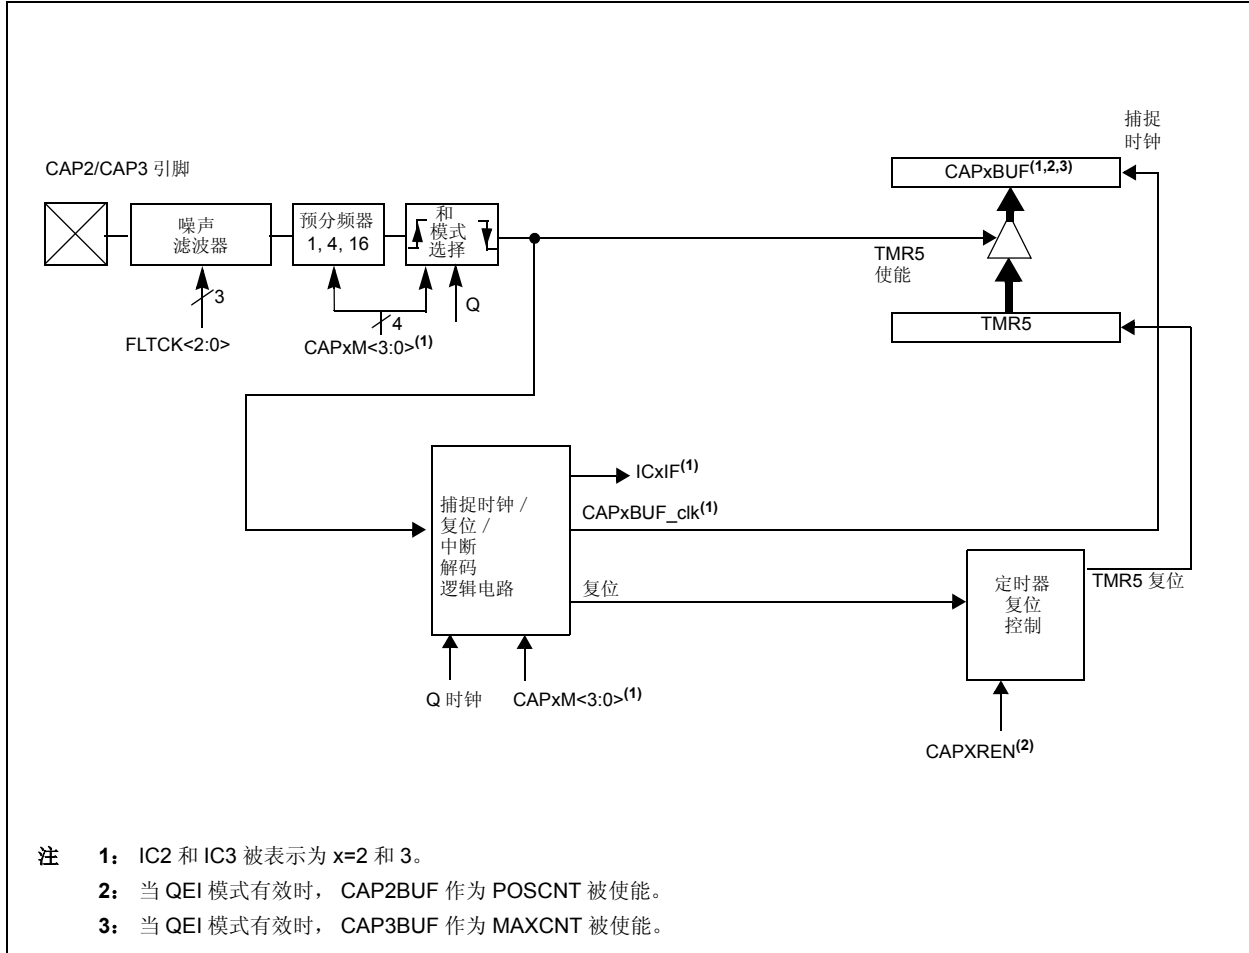 捕捉
时钟
CAP2/CAP3 引脚
CAPxBUF(1,2,3)
噪声
滤波器
预分频器
1, 4, 16
和
模式
选择
TMR5
使能
3
4
Q
TMR5
FLTCK<2:0>
CAPxM<3:0>(1)
ICxIF(1)
捕捉时钟 /
复位 /
中断
解码
逻辑电路
CAPxBUF_clk(1)
复位
定时器
复位
控制
TMR5 复位
Q 时钟
CAPxM<3:0>(1)
CAPXREN(2)
注 1： IC2 和 IC3 被表示为 x=2 和 3。
2： 当 QEI 模式有效时， CAP2BUF 作为 POSCNT 被使能。
3： 当 QEI 模式有效时， CAP3BUF 作为 MAXCNT 被使能。